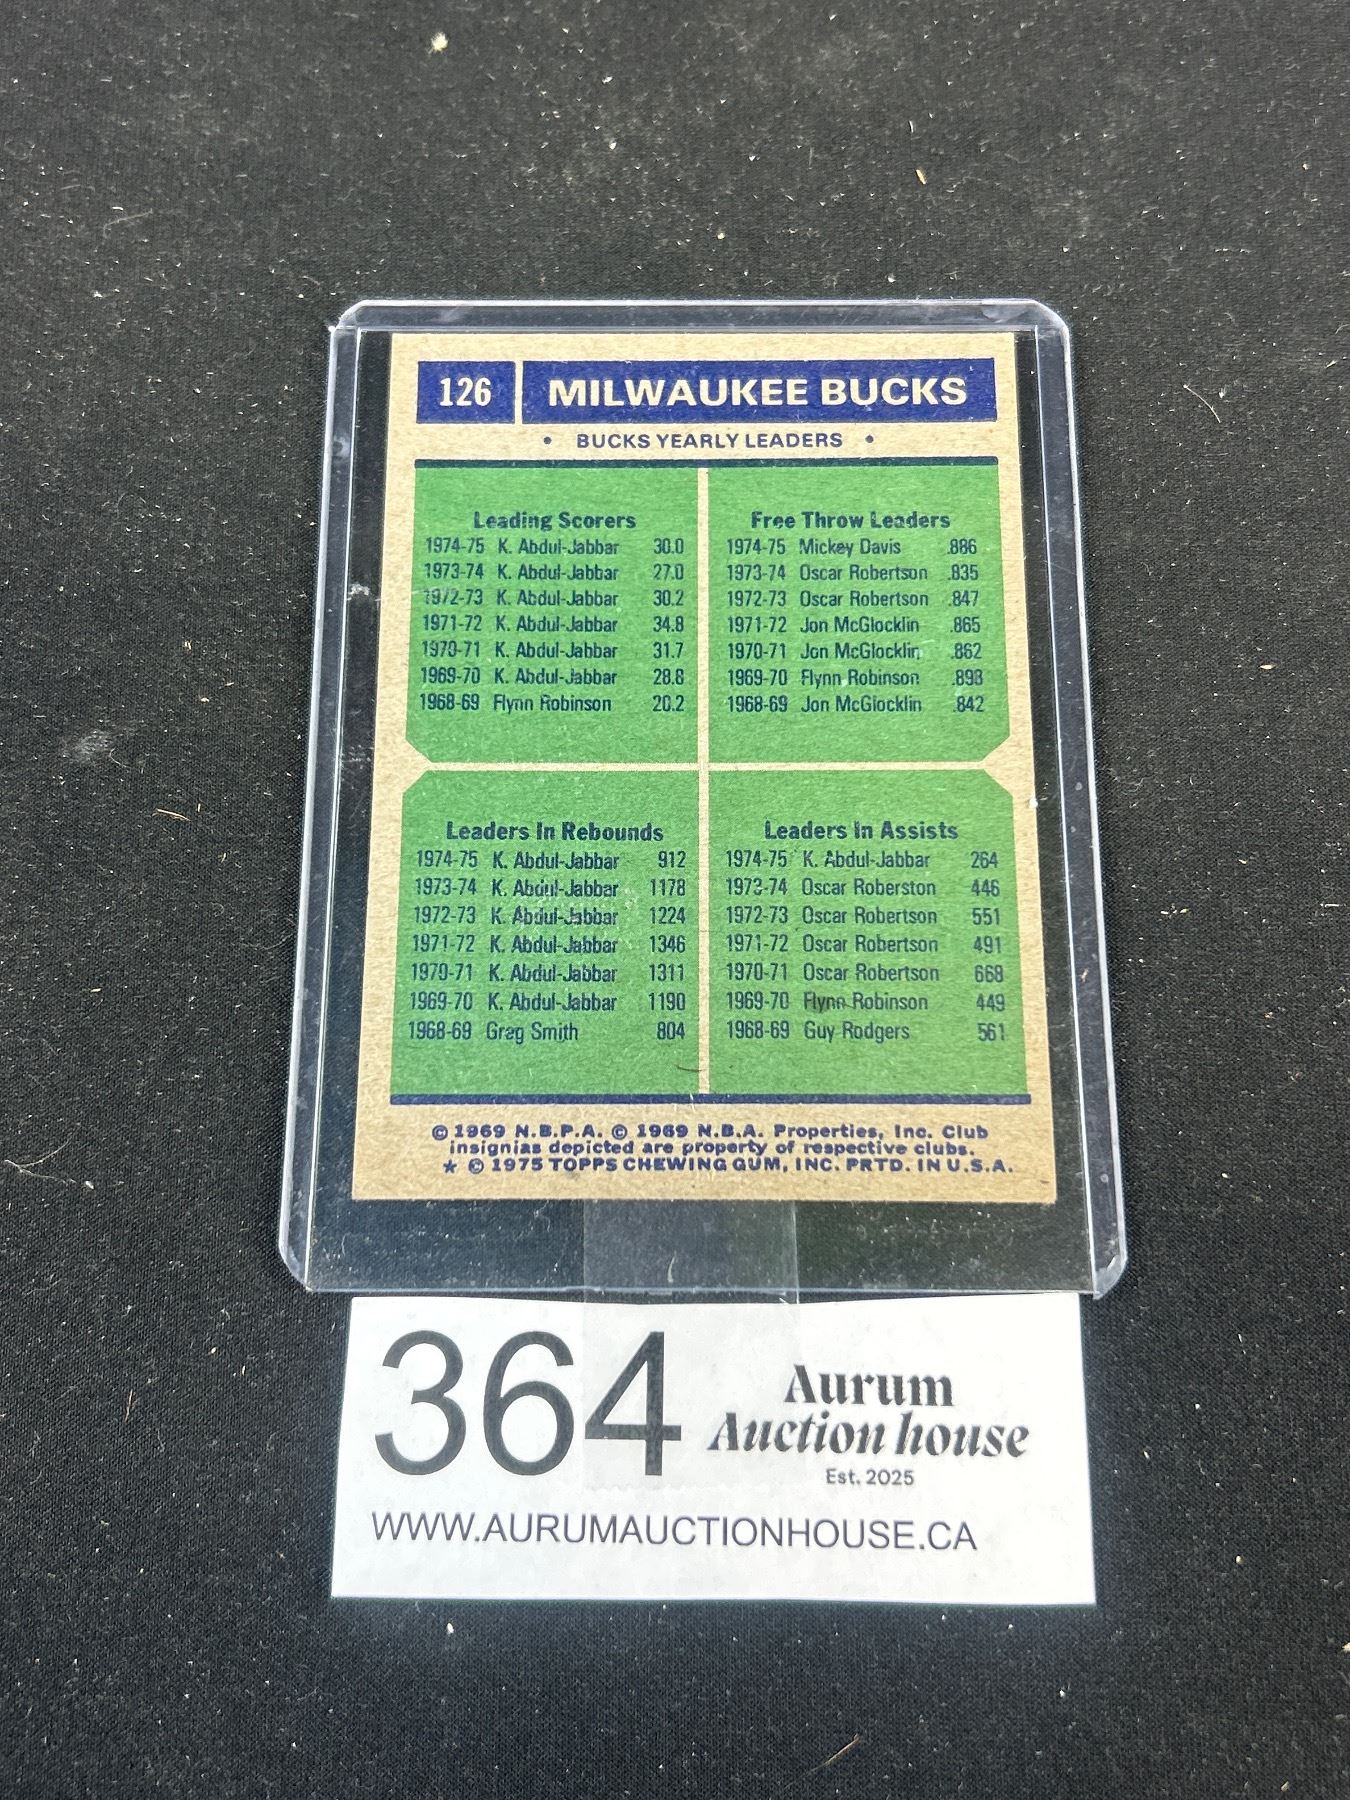 126 MILWAUKEE BUCKS
• BUCKS YEARLY LEADERS •
Leading Scorers
1974-75 K. Abdul-Jabbar 30.0
1973-74 K. Abdul-Jabbar 27.0
1972-73 K. Abdul-Jabbar 30.2
1971-72 K. Abdul-Jabbar 34.8
1970-71 K. Abdul-Jabbar 31.7
1969-70 K. Abdul-Jabbar 28.8
1968-69 Flynn Robinson 20.2
Free Throw Leaders
1974-75 Mickey Davis .886
1973-74 Oscar Robertson .835
1972-73 Oscar Robertson .847
1971-72 Jon McGlocklin .865
1970-71 Jon McGlocklin .862
1969-70 Flynn Robinson .898
1968-69 Jon McGlocklin .842
Leaders In Rebounds
1974-75 K. Abdul-Jabbar 912
1973-74 K. Abdul-Jabbar 1178
1972-73 K. Abdul-Jabbar 1224
1971-72 K. Abdul-Jabbar 1346
1970-71 K. Abdul-Jabbar 1311
1969-70 K. Abdul-Jabbar 1190
1968-69 Greg Smith 804
Leaders In Assists
1974-75 K. Abdul-Jabbar 264
1973-74 Oscar Roberston 446
1972-73 Oscar Robertson 551
1971-72 Oscar Robertson 491
1970-71 Oscar Robertson 668
1969-70 Flynn Robinson 449
1968-69 Guy Rodgers 561
© 1969 N.B.P.A. © 1969 N.B.A. Properties, Inc. Club
insignias depicted are property of respective clubs.
★ © 1975 TOPPS CHEWING GUM, INC. PRTD. IN U.S.A.
364
Aurum
Auction house
Est. 2025
WWW.AURUMAUCTIONHOUSE.CA